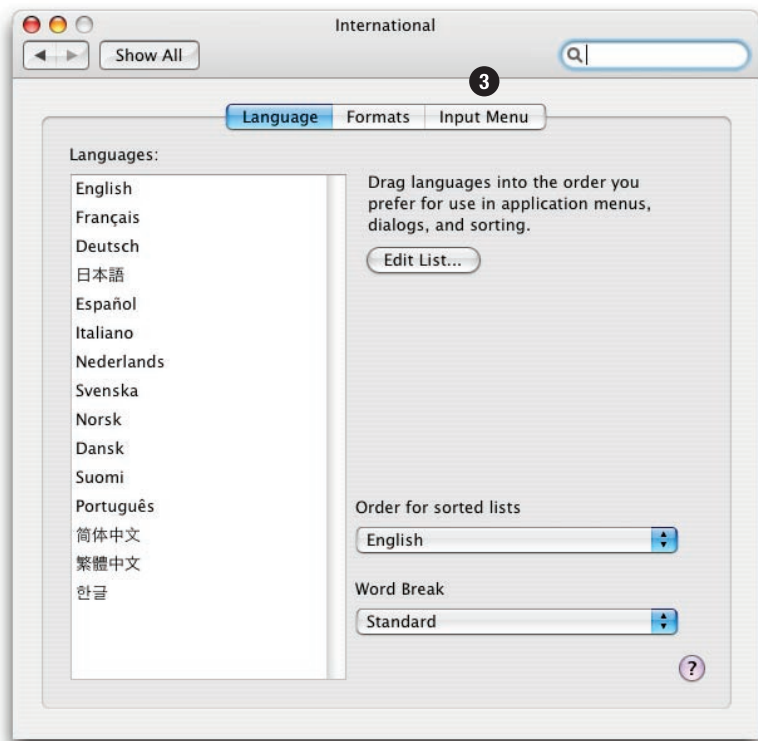 International
Show All
3
Language Formats Input Menu
Languages:
English
Français
Deutsch
日本語
Español
Italiano
Nederlands
Svenska
Norsk
Dansk
Suomi
Português
简体中文
繁體中文
한글
Drag languages into the order you
prefer for use in application menus,
dialogs, and sorting.
Edit List...
Order for sorted lists
English
Word Break
Standard
?